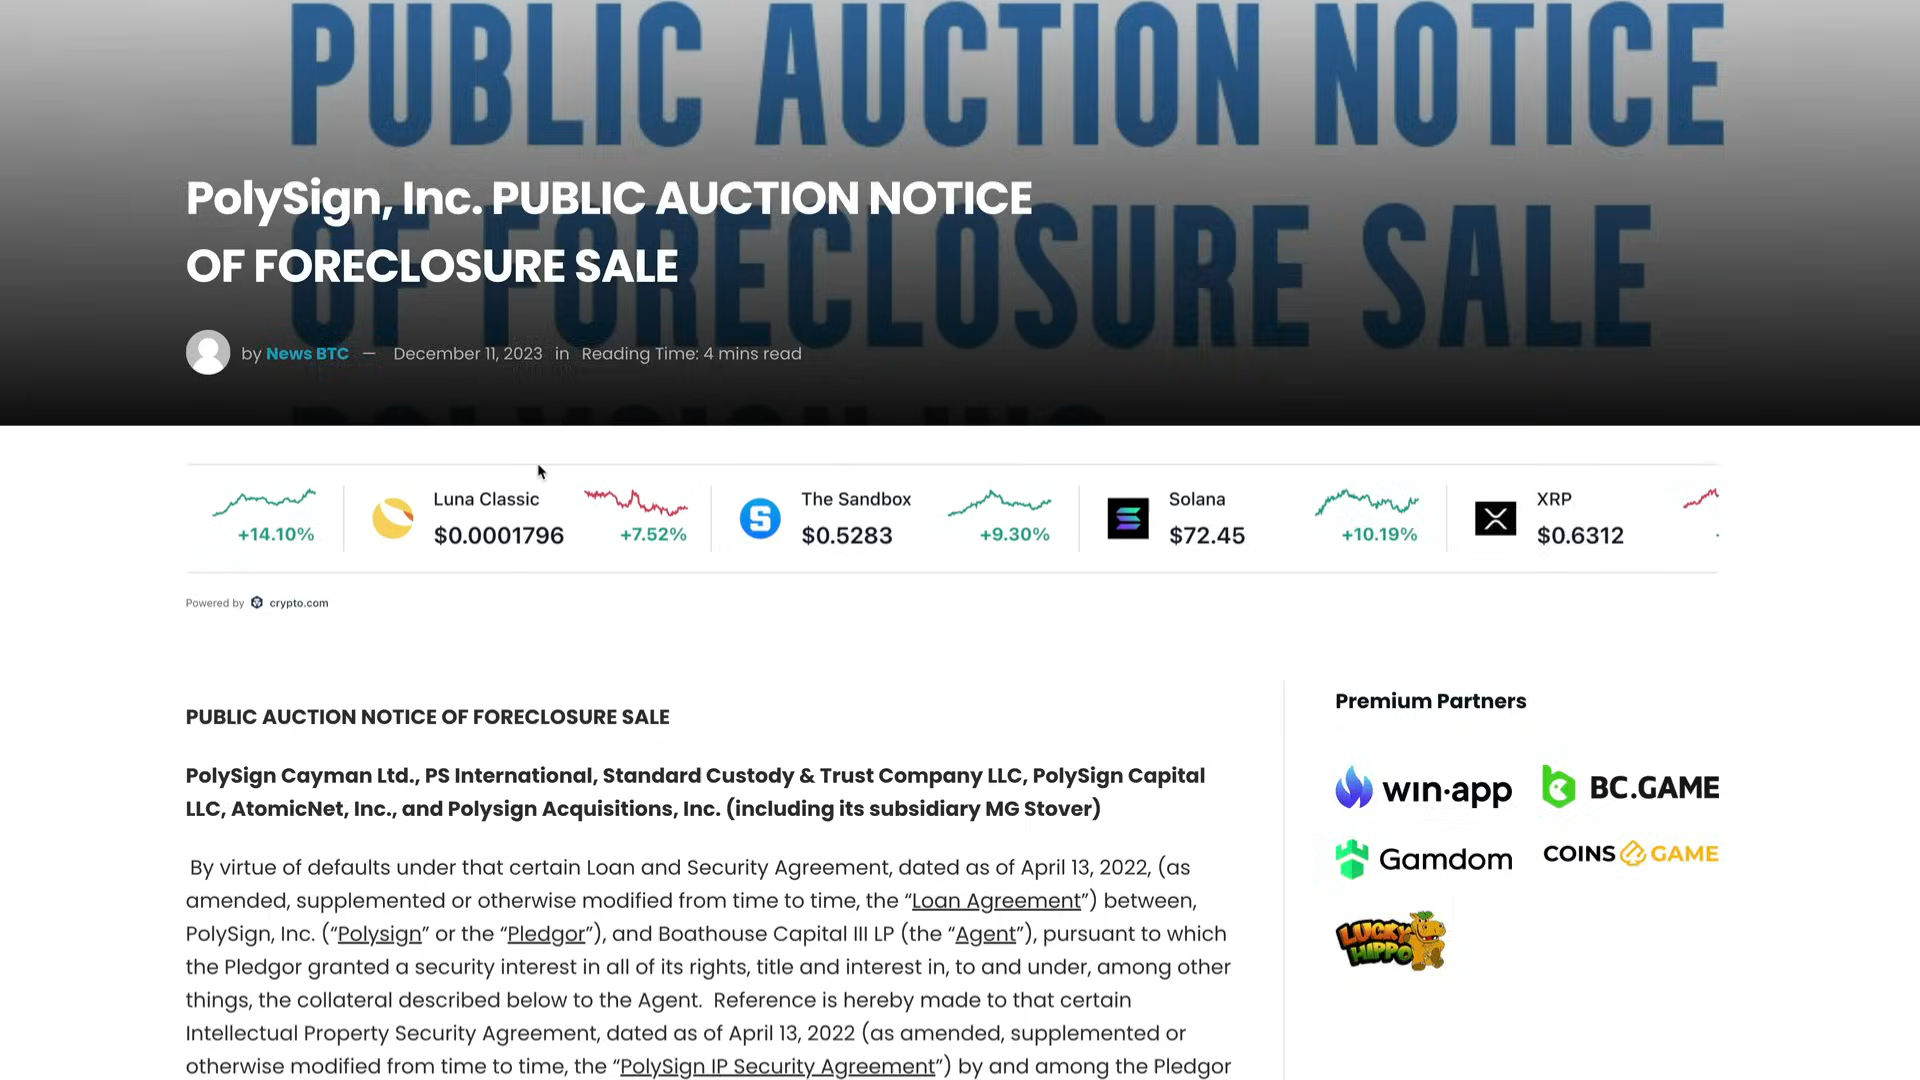 PUBLIC AUCTION NOTICE
OF FORECLOSURE SALE
PolySign, Inc. PUBLIC AUCTION NOTICE
OF FORECLOSURE SALE
by News BTC — December 11, 2023 in Reading Time: 4 mins read
+14.10%
Luna Classic
$0.0001796
+7.52%
The Sandbox
$0.5283
+9.30%
Solana
$72.45
+10.19%
XRP
$0.6312
Powered by crypto.com
PUBLIC AUCTION NOTICE OF FORECLOSURE SALE
PolySign Cayman Ltd., PS International, Standard Custody & Trust Company LLC, PolySign Capital
LLC, AtomicNet, Inc., and Polysign Acquisitions, Inc. (including its subsidiary MG Stover)
By virtue of defaults under that certain Loan and Security Agreement, dated as of April 13, 2022, (as
amended, supplemented or otherwise modified from time to time, the “Loan Agreement”) between,
PolySign, Inc. (“Polysign” or the “Pledgor”), and Boathouse Capital III LP (the “Agent”), pursuant to which
the Pledgor granted a security interest in all of its rights, title and interest in, to and under, among other
things, the collateral described below to the Agent. Reference is hereby made to that certain
Intellectual Property Security Agreement, dated as of April 13, 2022 (as amended, supplemented or
otherwise modified from time to time, the “PolySign IP Security Agreement”) by and among the Pledgor
Premium Partners
win·app
BC.GAME
Gamdom
COINS GAME
LUCKY
HIPPO